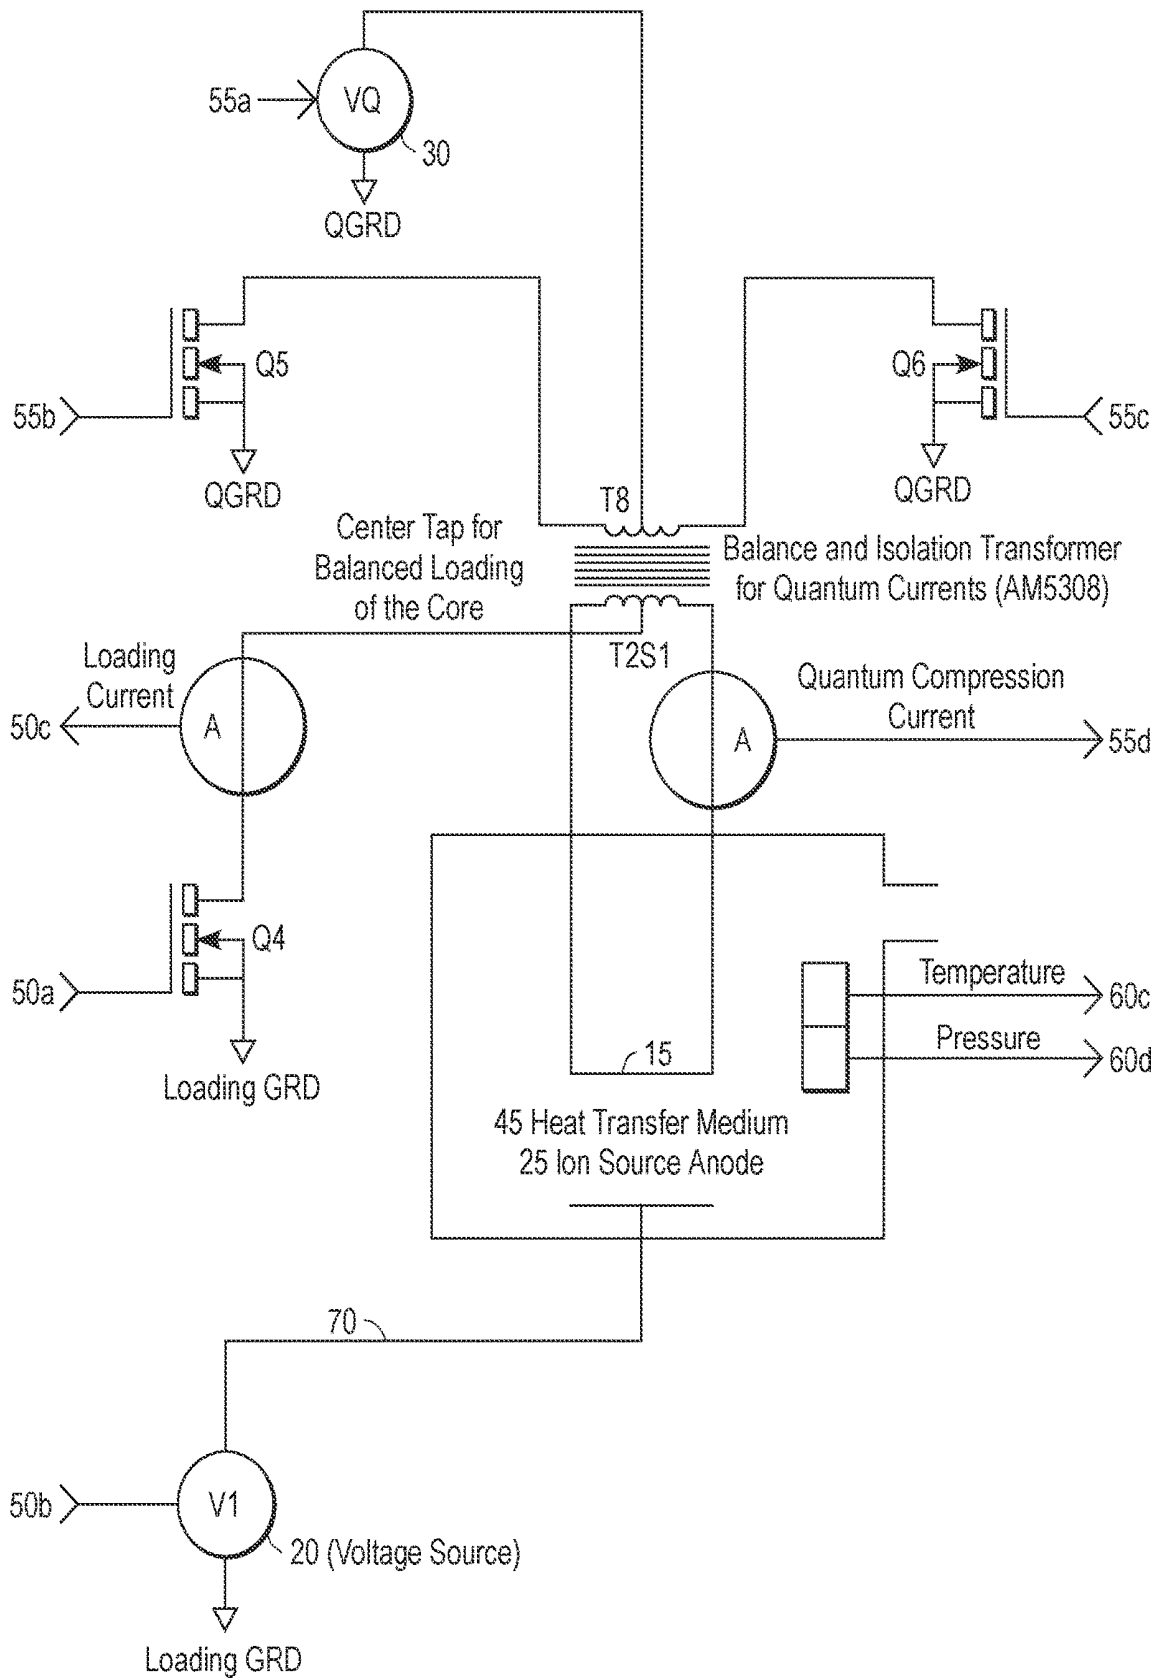 55a
VQ
30
QGRD
Q5
Q6
55b
55c
QGRD
QGRD
T8
Center Tap for
Balanced Loading
of the Core
Balance and Isolation Transformer
for Quantum Currents (AM5308)
T2S1
Loading
Current
50c
A
Quantum Compression
Current
A
55d
Q4
50a
Loading GRD
Temperature
60c
Pressure
60d
15
45 Heat Transfer Medium
25 Ion Source Anode
70
50b
V1
20 (Voltage Source)
Loading GRD